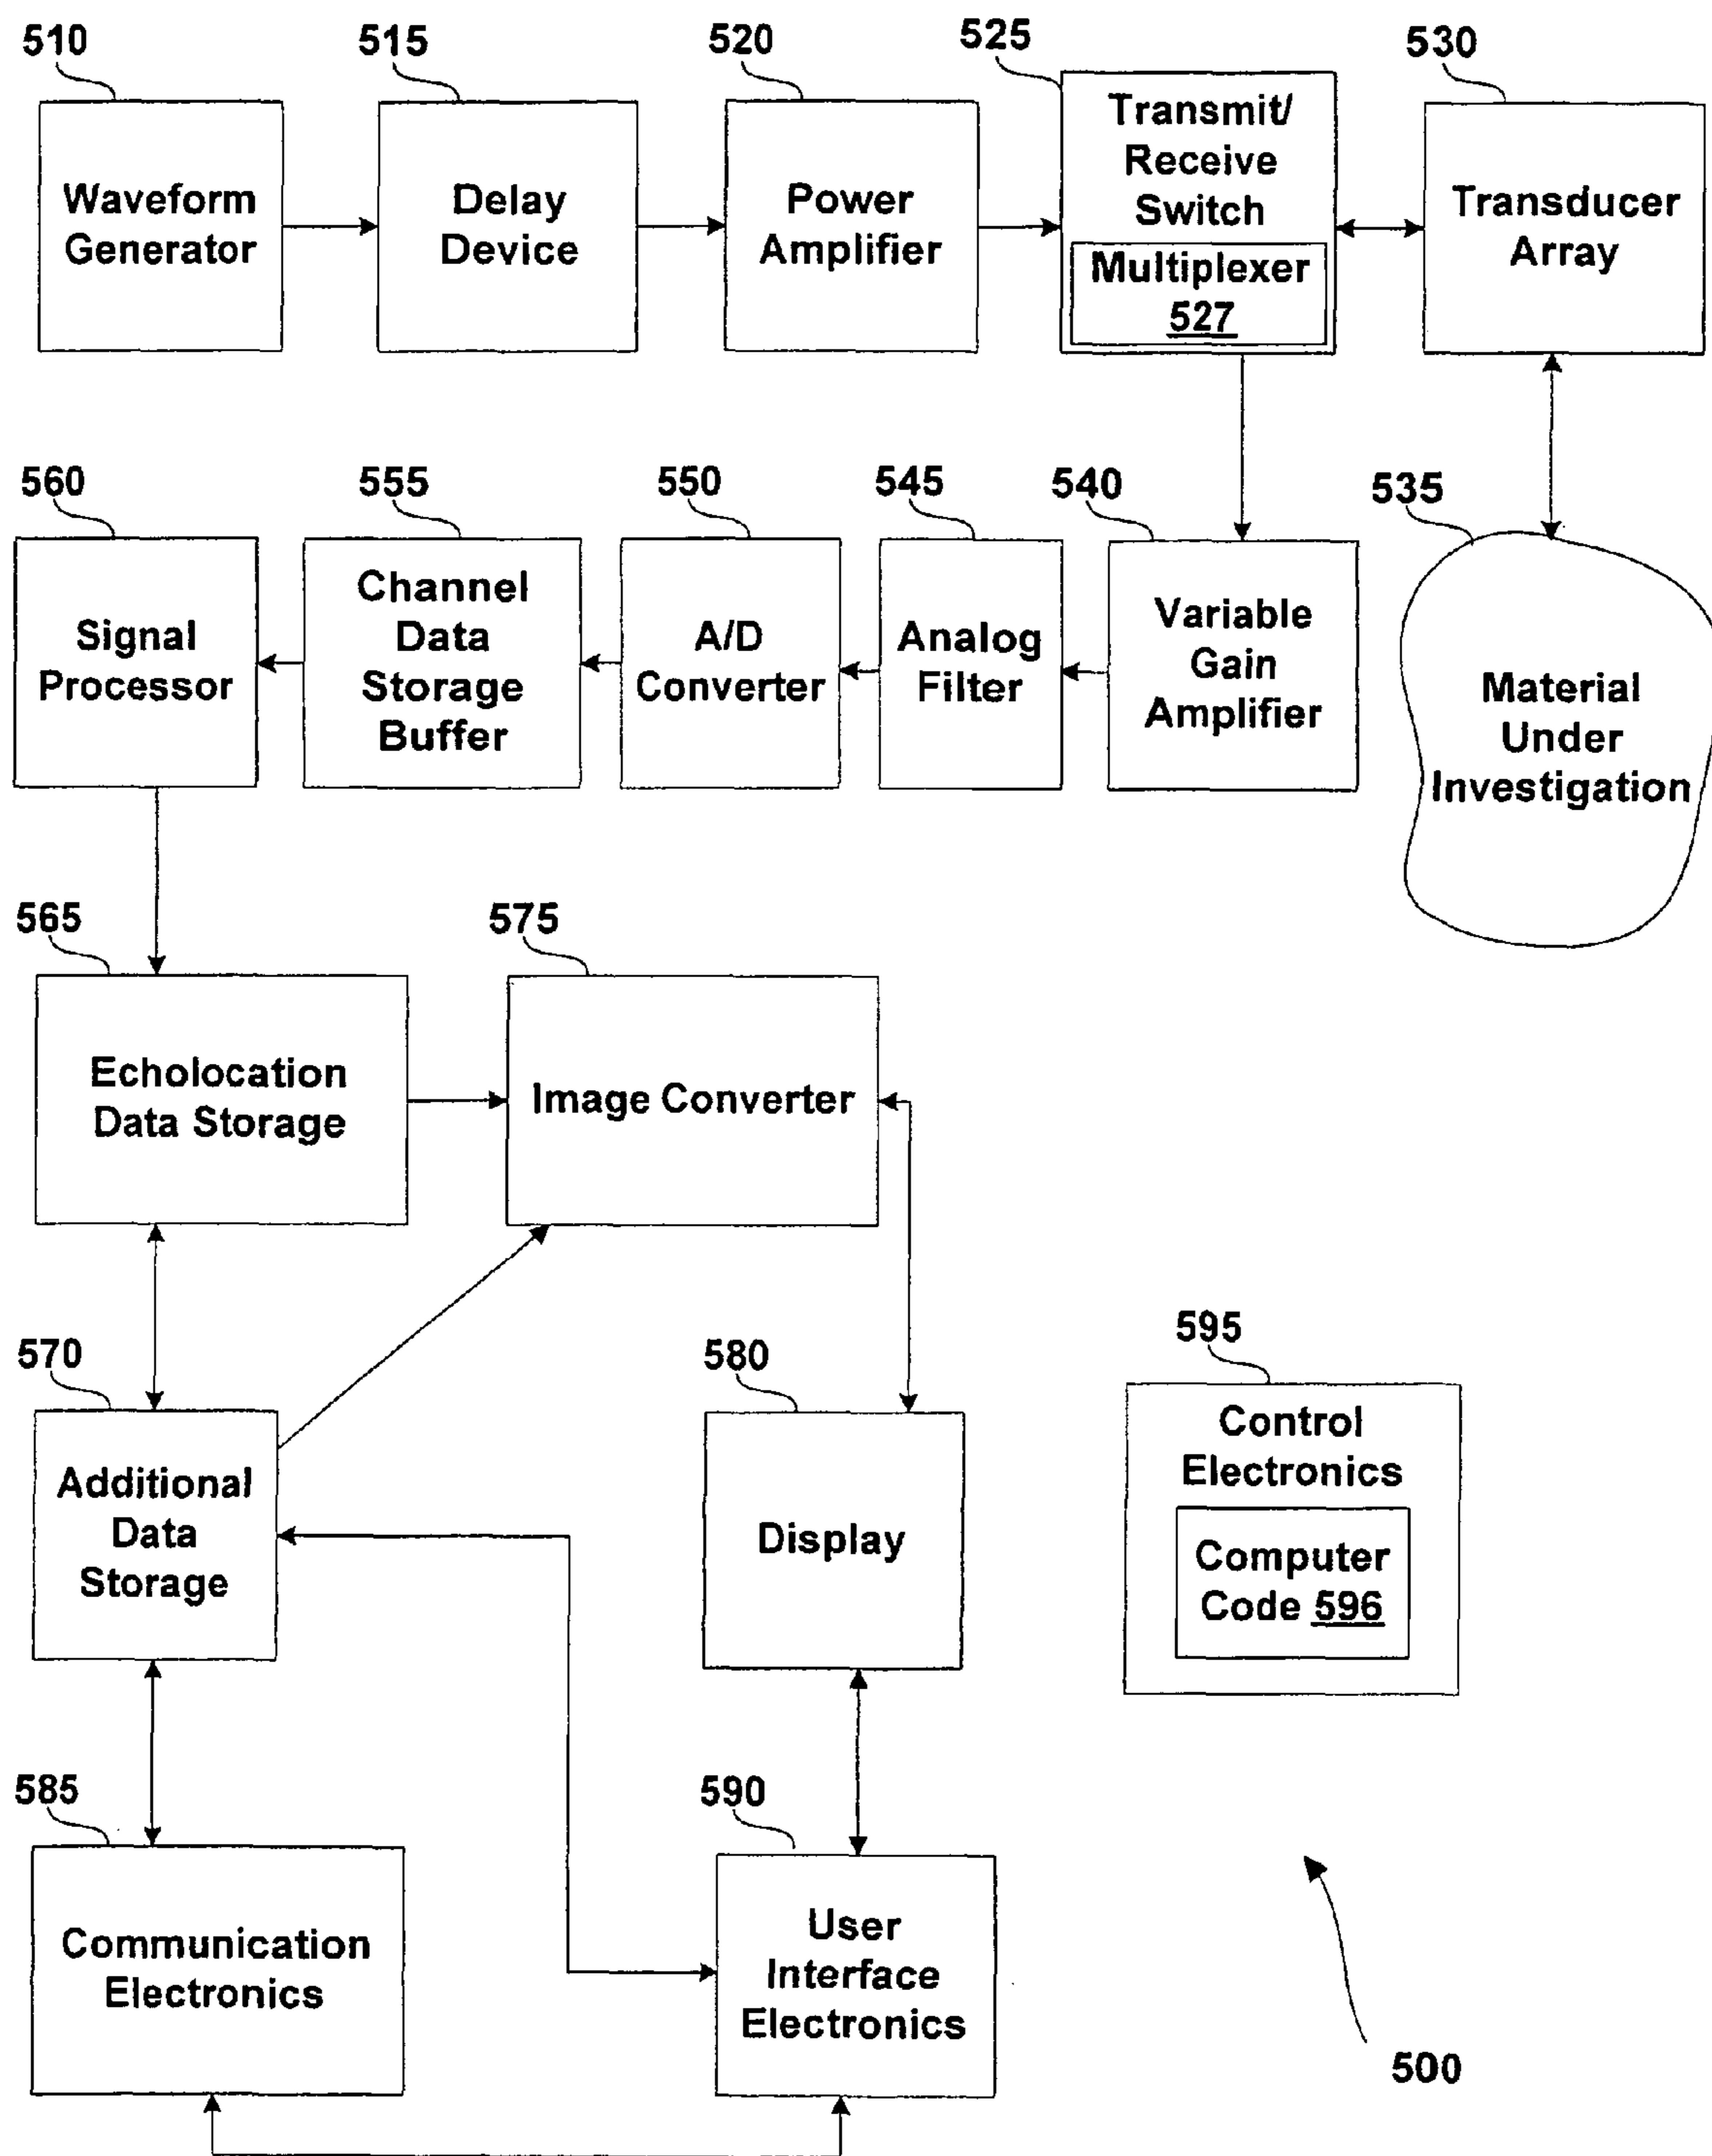 510
515
520
525
530
Waveform
Generator
Delay
Device
Power
Amplifier
Transmit/
Receive
Switch
Multiplexer
527
Transducer
Array
560
555
550
545
540
535
Signal
Processor
Channel
Data
Storage
Buffer
A/D
Converter
Analog
Filter
Variable
Gain
Amplifier
Material
Under
Investigation
565
575
Echolocation
Data Storage
Image Converter
570
580
595
Additional
Data
Storage
Display
Control
Electronics
Computer
Code 596
585
590
Communication
Electronics
User
Interface
Electronics
500